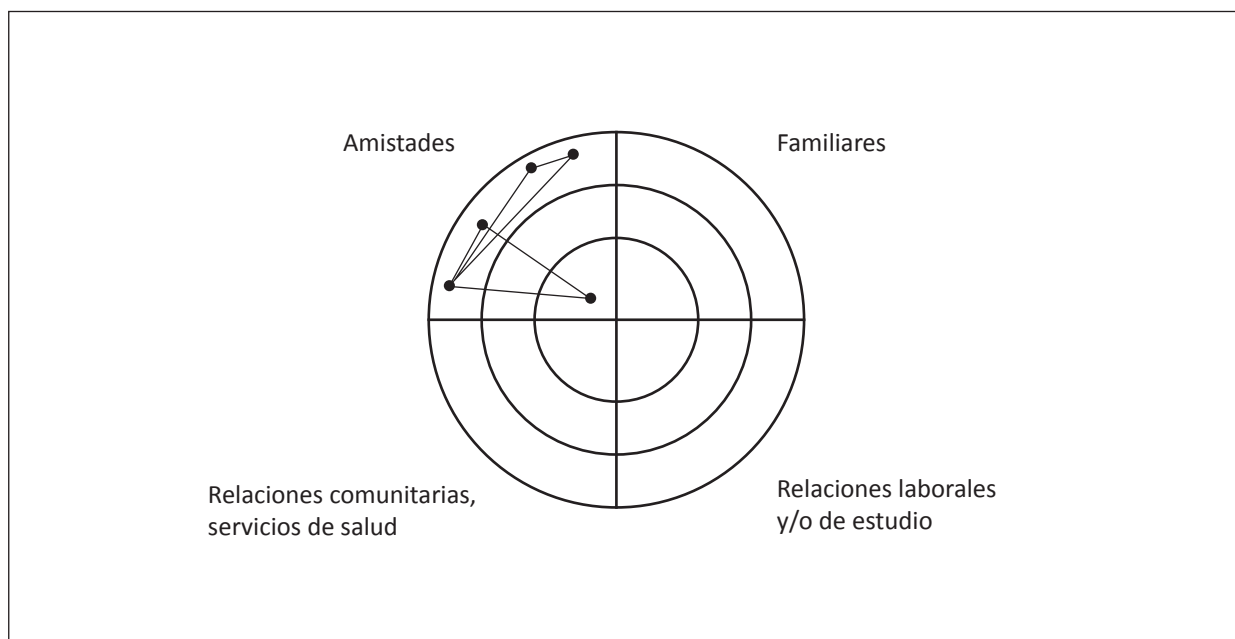 Amistades
Familiares
Relaciones comunitarias,
servicios de salud
Relaciones laborales
y/o de estudio